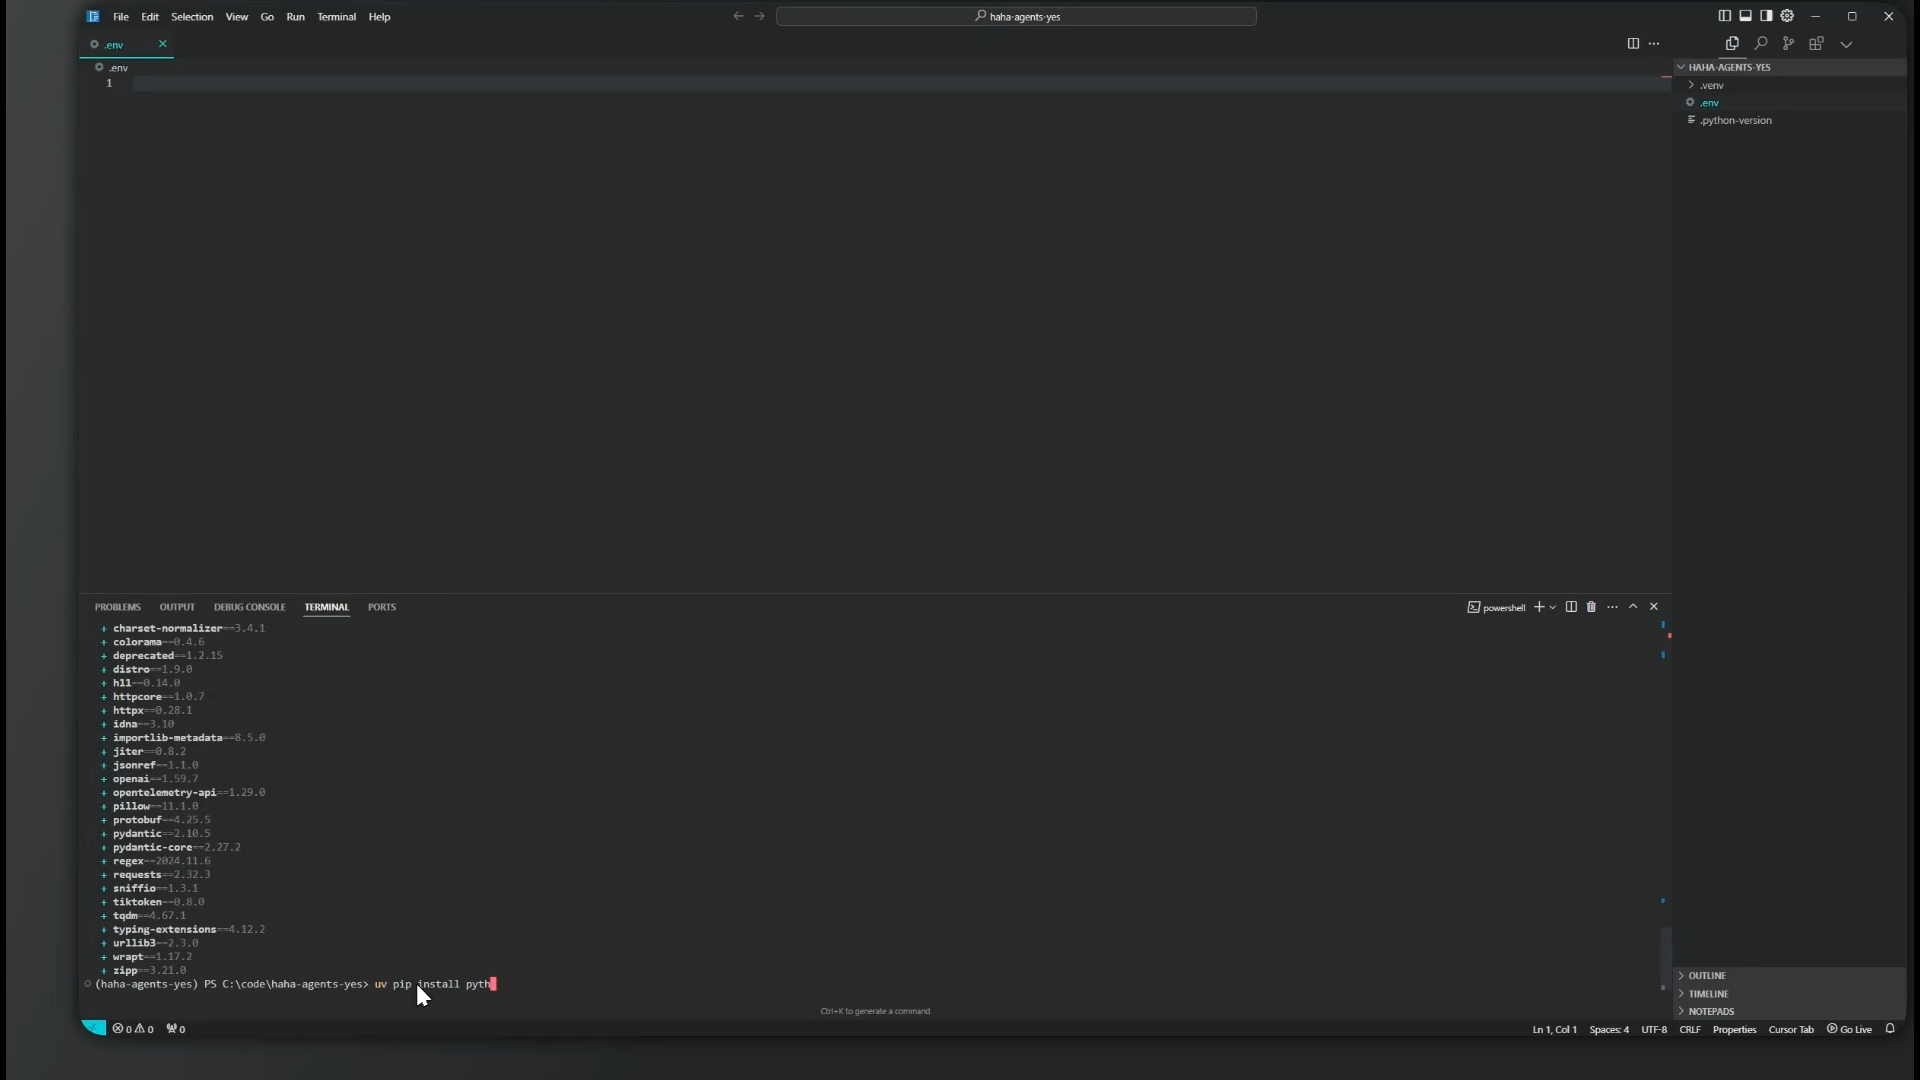 File Edit Selection View Go Run Terminal Help
haha-agents-yes
.env
.env
1
HAHA-AGENTS-YES
.venv
.env
.python-version
PROBLEMS OUTPUT DEBUG CONSOLE TERMINAL PORTS
powershell
+ charset-normalizer==3.4.1
+ colorama==0.4.6
+ deprecated==1.2.15
+ distro==1.9.0
+ hll==0.14.0
+ httpcore==1.0.7
+ httpx==0.28.1
+ idna==3.10
+ importlib-metadata==8.5.0
+ jiter==0.8.2
+ jsonref==1.1.0
+ openai==1.59.7
+ opentelemetry-api==1.29.0
+ pillow==11.1.0
+ protobuf==4.25.5
+ pydantic==2.10.5
+ pydantic-core==2.27.2
+ regex==2024.11.6
+ requests==2.32.3
+ sniffio==1.3.1
+ tiktoken==0.8.0
+ tqdm==4.67.1
+ typing-extensions==4.12.2
+ urllib3==2.3.0
+ wrapt==1.17.2
+ zipp==3.21.0
(haha-agents-yes) PS C:\code\haha-agents-yes> uv pip install pyth
Ctrl+K to generate a command
OUTLINE
TIMELINE
NOTEPADS
0 0 0
Ln 1, Col 1 Spaces: 4 UTF-8 CRLF Properties Cursor Tab Go Live